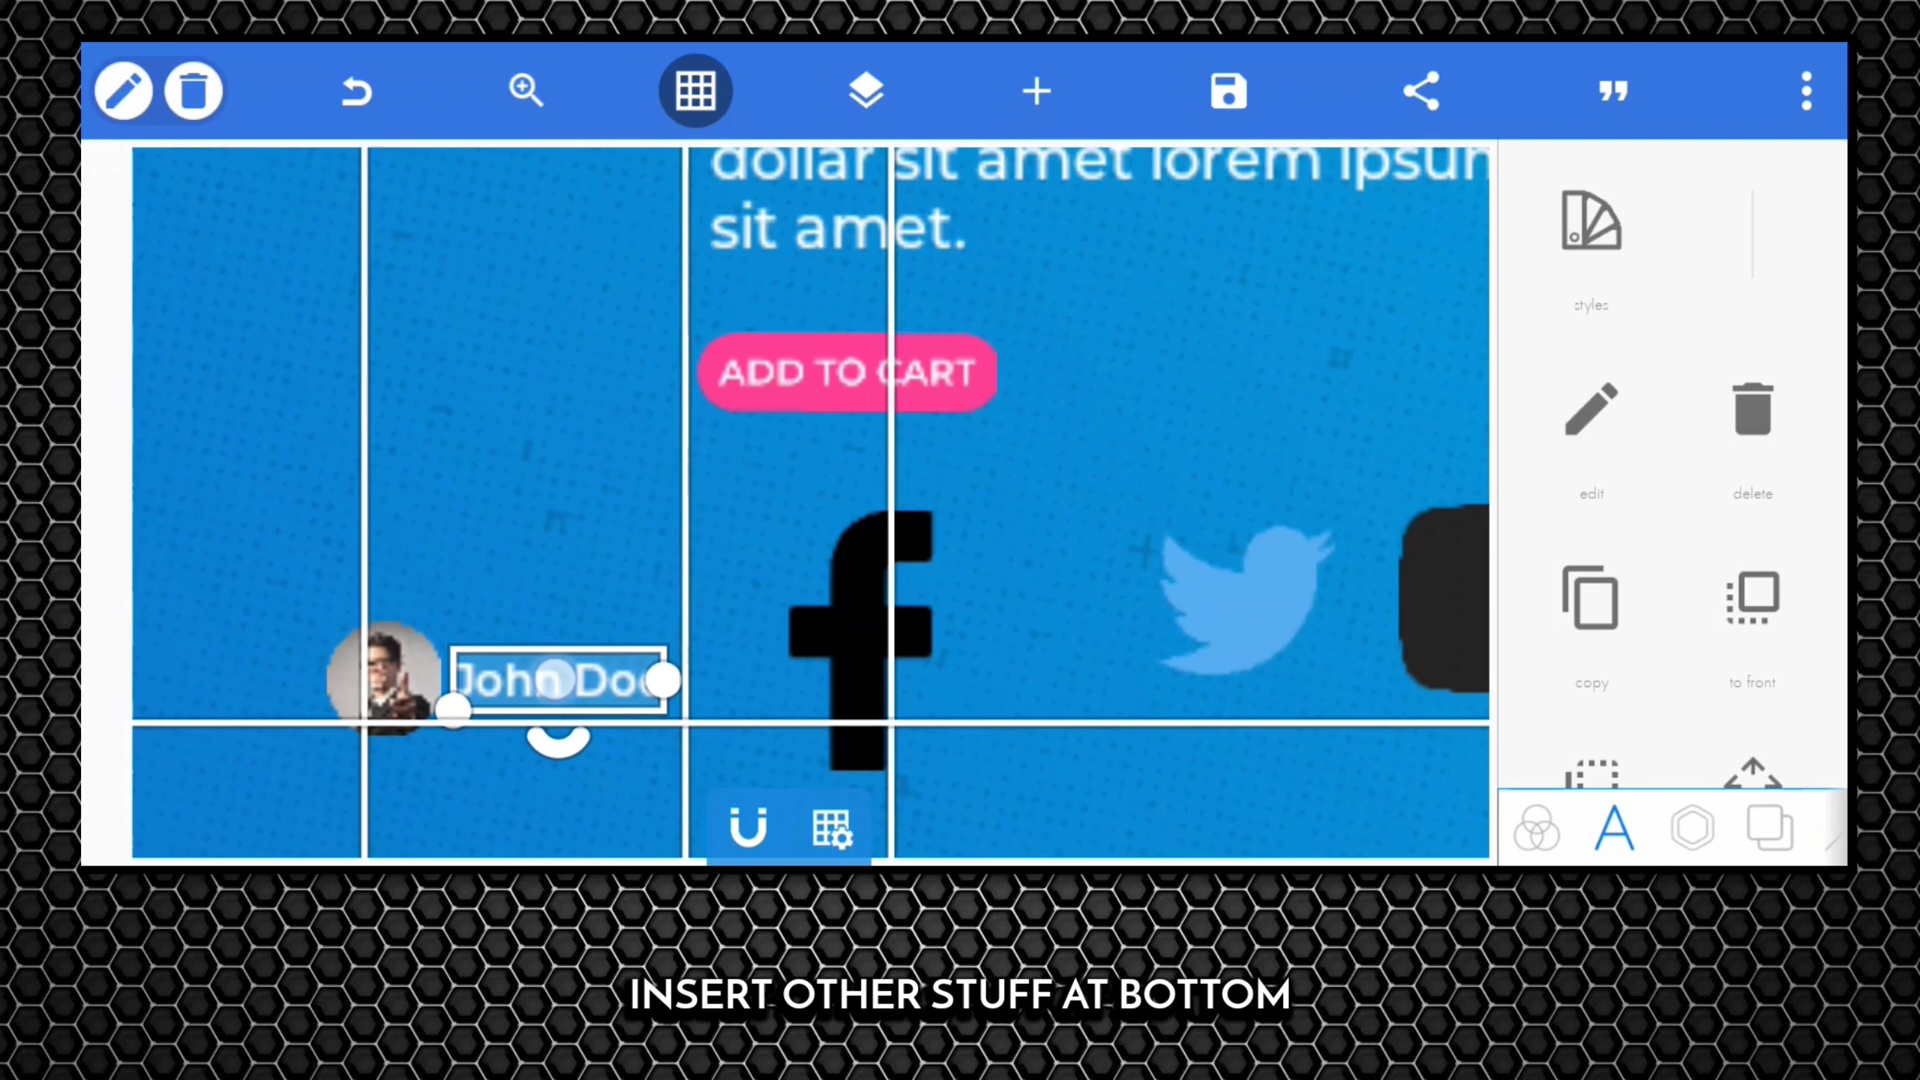 dollar sit amet lorem ipsum
sit amet.
styles
ADD TO CART
edit
delete
copy
to front
John Doe
INSERT OTHER STUFF AT BOTTOM